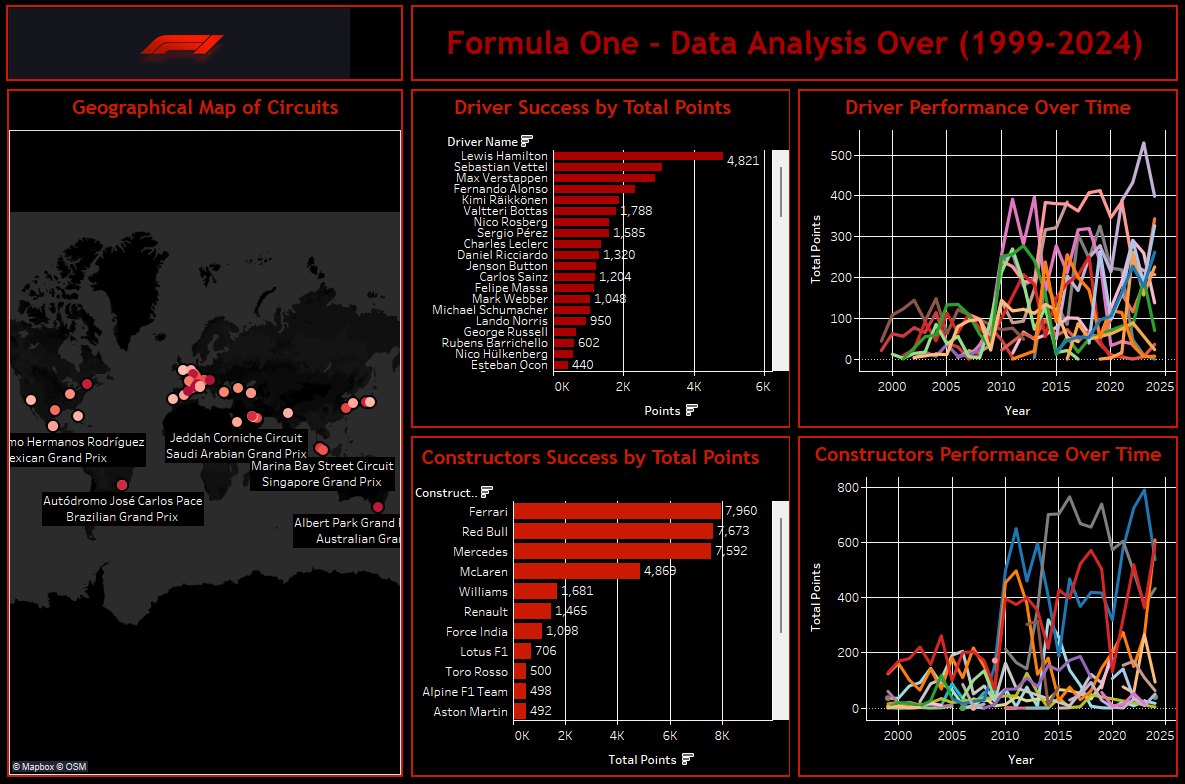 Formula One - Data Analysis Over (1999-2024)
Geographical Map of Circuits
mo Hermanos Rodríguez
exican Grand Prix
Jeddah Corniche Circuit
Saudi Arabian Grand Prix
Marina Bay Street Circuit
Singapore Grand Prix
Autódromo José Carlos Pace
Brazilian Grand Prix
Albert Park Grand
Australian Gra
© Mapbox © OSM
Driver Success by Total Points
Driver Name
Lewis Hamilton 4,821
Sebastian Vettel
Max Verstappen
Fernando Alonso
Kimi Räikkönen
Valtteri Bottas 1,788
Nico Rosberg
Sergio Pérez 1,585
Charles Leclerc
Daniel Ricciardo 1,320
Jenson Button
Carlos Sainz 1,204
Felipe Massa
Mark Webber 1,048
Michael Schumacher
Lando Norris 950
George Russell
Rubens Barrichello 602
Nico Hülkenberg
Esteban Ocon 440
0K 2K 4K 6K
Points
Driver Performance Over Time
Total Points
500
400
300
200
100
0
2000 2005 2010 2015 2020 2025
Year
Constructors Success by Total Points
Construct..
Ferrari 7,960
Red Bull 7,673
Mercedes 7,592
McLaren 4,869
Williams 1,681
Renault 1,465
Force India 1,098
Lotus F1 706
Toro Rosso 500
Alpine F1 Team 498
Aston Martin 492
0K 2K 4K 6K 8K
Total Points
Constructors Performance Over Time
Total Points
800
600
400
200
0
2000 2005 2010 2015 2020 2025
Year